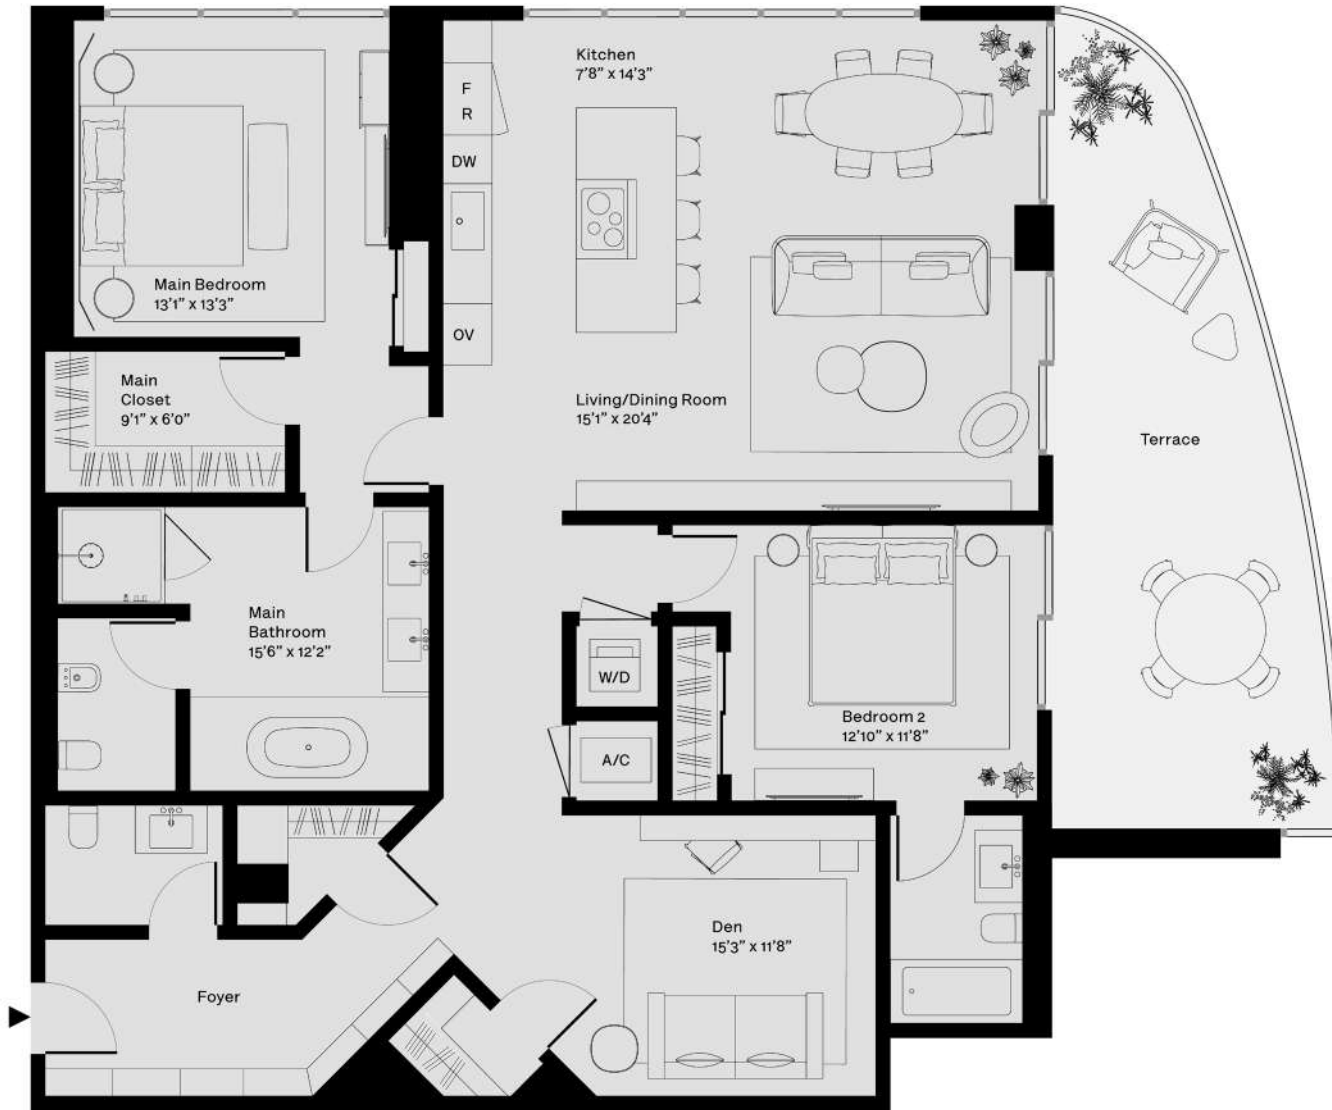 Kitchen
7'8" x 14'3"
F
R
DW
OV
Main Bedroom
13'1" x 13'3"
Main
Closet
9'1" x 6'0"
Living/Dining Room
15'1" x 20'4"
Terrace
Main
Bathroom
15'6" x 12'2"
W/D
A/C
Bedroom 2
12'10" x 11'8"
Den
15'3" x 11'8"
Foyer